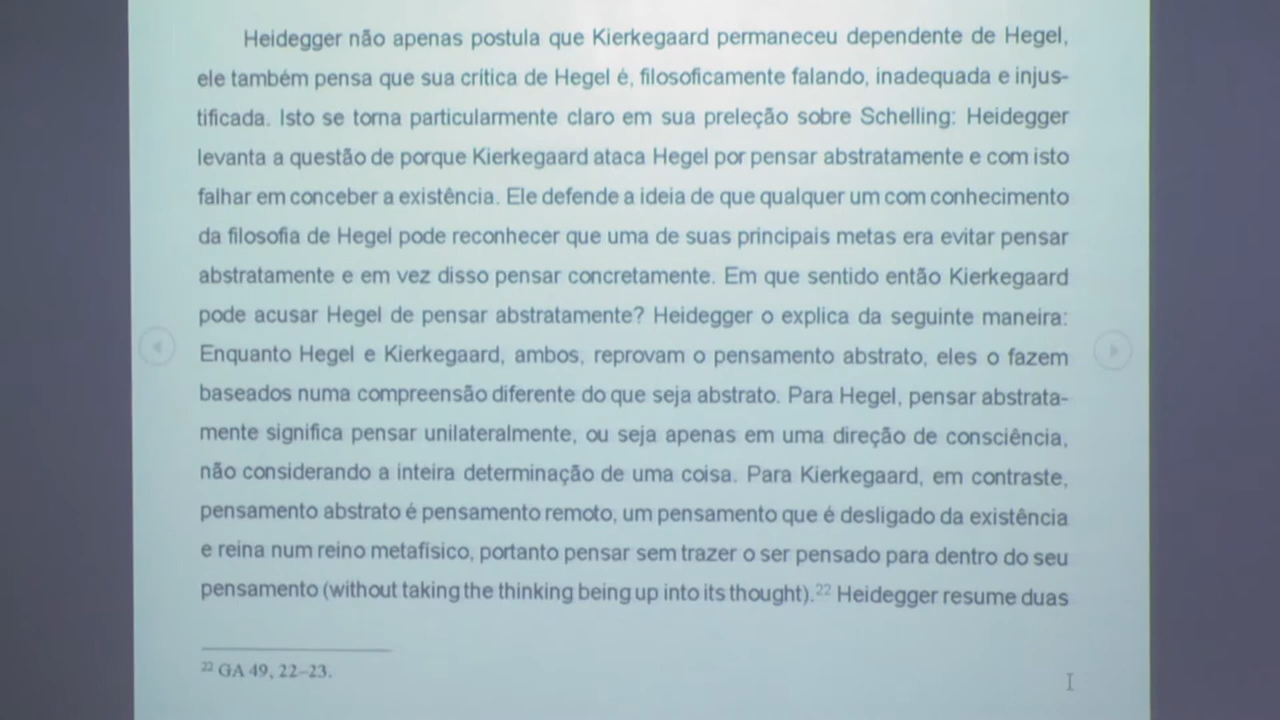 Heidegger não apenas postula que Kierkegaard permaneceu dependente de Hegel,
ele também pensa que sua crítica de Hegel é, filosoficamente falando, inadequada e injus-
tificada. Isto se torna particularmente claro em sua preleção sobre Schelling: Heidegger
levanta a questão de porque Kierkegaard ataca Hegel por pensar abstratamente e com isto
falhar em conceber a existência. Ele defende a ideia de que qualquer um com conhecimento
da filosofia de Hegel pode reconhecer que uma de suas principais metas era evitar pensar
abstratamente e em vez disso pensar concretamente. Em que sentido então Kierkegaard
pode acusar Hegel de pensar abstratamente? Heidegger o explica da seguinte maneira:
Enquanto Hegel e Kierkegaard, ambos, reprovam o pensamento abstrato, eles o fazem
baseados numa compreensão diferente do que seja abstrato. Para Hegel, pensar abstrata-
mente significa pensar unilateralmente, ou seja apenas em uma direção de consciência,
não considerando a inteira determinação de uma coisa. Para Kierkegaard, em contraste,
pensamento abstrato é pensamento remoto, um pensamento que é desligado da existência
e reina num reino metafísico, portanto pensar sem trazer o ser pensado para dentro do seu
pensamento (without taking the thinking being up into its thought).22 Heidegger resume duas
22 GA 49, 22–23.